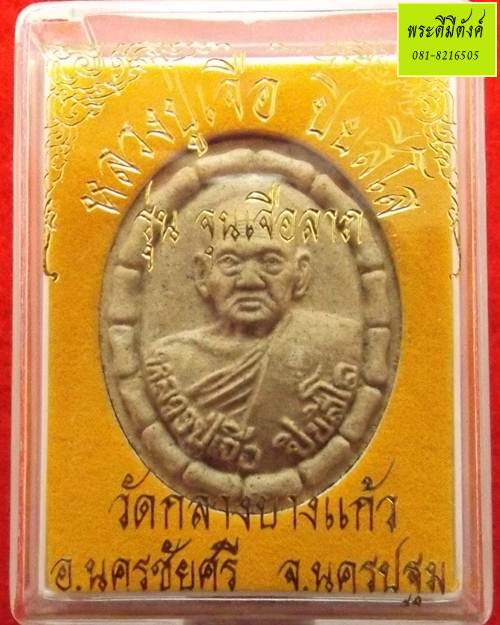 พระดีมีตังค์
081-8216505
หลวงปู่เจือ ปิยสีโล
รุ่น จุนเจือลาภ
หลวงปู่เจือ ปิยสีโล
วัดกลางบางแก้ว
อ.นครชัยศรี จ.นครปฐม